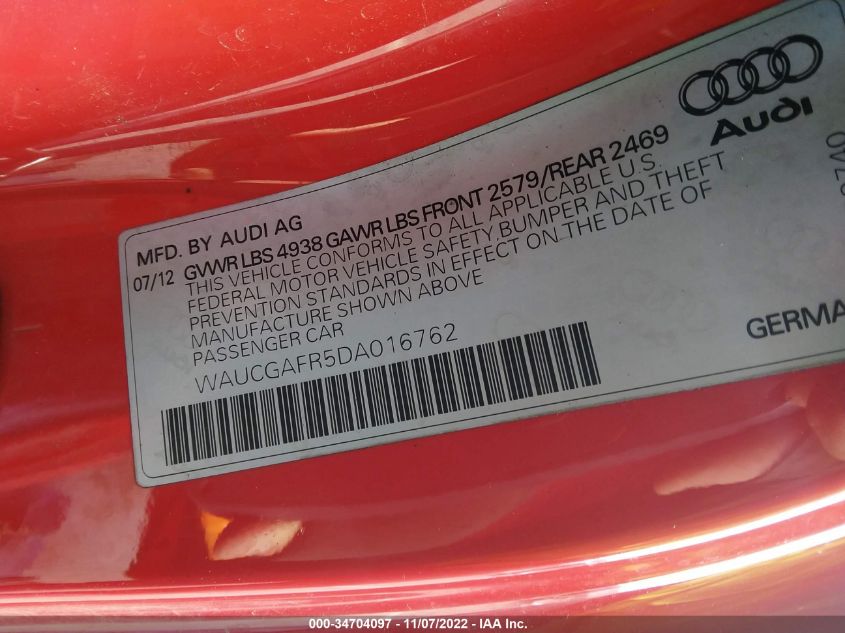 Audi
MFD. BY AUDI AG
07/12 GVWR LBS 4938 GAWR LBS FRONT 2579/REAR 2469
THIS VEHICLE CONFORMS TO ALL APPLICABLE U.S.
FEDERAL MOTOR VEHICLE SAFETY BUMPER AND THEFT
PREVENTION STANDARDS IN EFFECT ON THE DATE OF
MANUFACTURE SHOWN ABOVE
PASSENGER CAR
WAUCGAFR5DA016762
GERMA
000-34704097 - 11/07/2022 - IAA Inc.